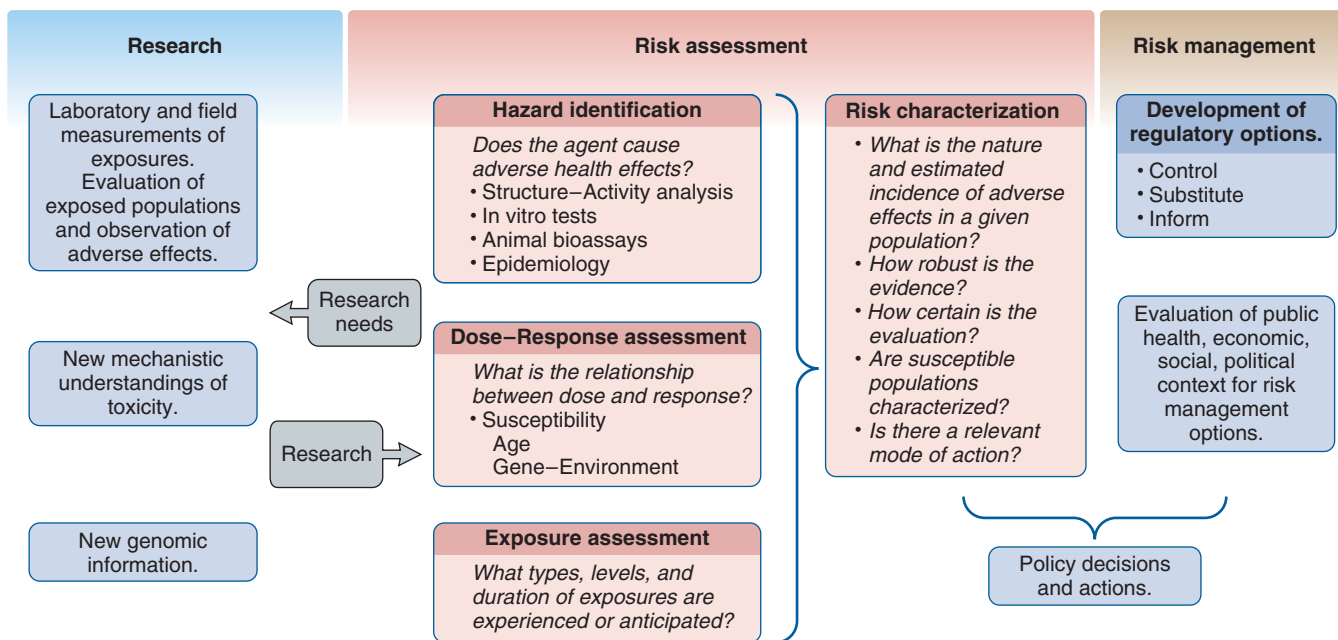 Research
Risk assessment
Risk management
Laboratory and field
measurements of
exposures.
Evaluation of
exposed populations
and observation of
adverse effects.
New mechanistic
understandings of
toxicity.
New genomic
information.
Research
needs
Research
Hazard identification
Does the agent cause
adverse health effects?
• Structure–Activity analysis
• In vitro tests
• Animal bioassays
• Epidemiology
Dose–Response assessment
What is the relationship
between dose and response?
• Susceptibility
Age
Gene–Environment
Exposure assessment
What types, levels, and
duration of exposures are
experienced or anticipated?
Risk characterization
• What is the nature
and estimated
incidence of adverse
effects in a given
population?
• How robust is the
evidence?
• How certain is the
evaluation?
• Are susceptible
populations
characterized?
• Is there a relevant
mode of action?
Development of
regulatory options.
• Control
• Substitute
• Inform
Evaluation of public
health, economic,
social, political
context for risk
management
options.
Policy decisions
and actions.